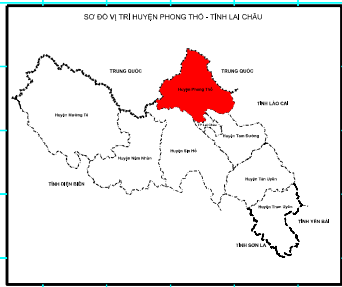 SƠ ĐỒ VỊ TRÍ HUYỆN PHONG THỔ - TỈNH LAI CHÂU
TRUNG QUỐC
TRUNG QUỐC
Huyện Phong Thổ
TỈNH LÀO CAI
Huyện Mường Tè
Huyện Tam Đường
Huyện Nậm Nhùn
Huyện Sìn Hồ
Huyện Tân Uyên
TỈNH ĐIỆN BIÊN
Huyện Than Uyên
TỈNH YÊN BÁI
TỈNH SƠN LA